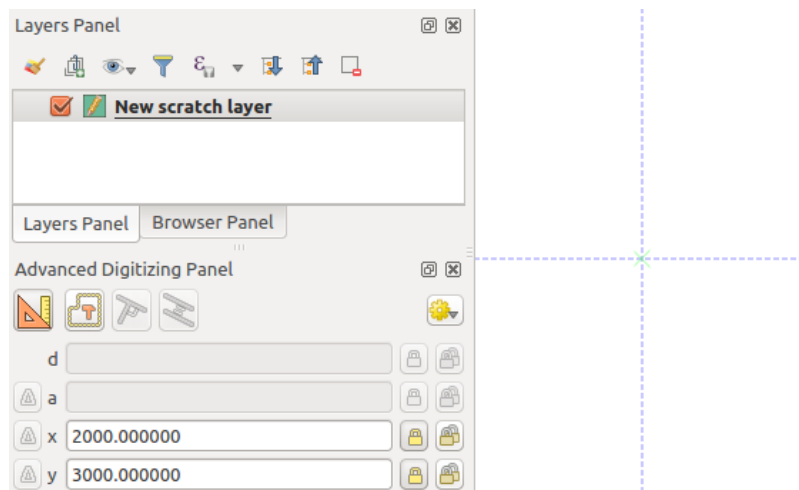 Layers Panel
New scratch layer
Layers Panel
Browser Panel
Advanced Digitizing Panel
d
a
x 2000.000000
y 3000.000000